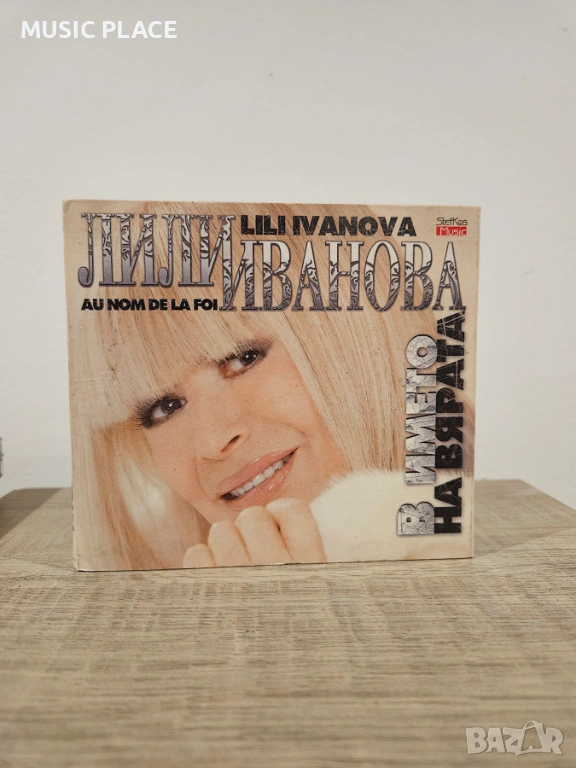 MUSIC PLACE
LILI IVANOVA
StefKos
Music
ЛИЛИ ИВАНОВА
AU NOM DE LA FOI
В ИМЕТО
НА ВЯРАТА
BAZAR